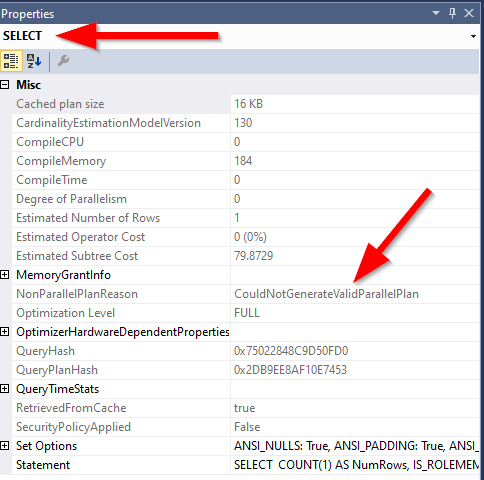 Properties
SELECT
Misc
Cached plan size 16 KB
CardinalityEstimationModelVersion 130
CompileCPU 0
CompileMemory 184
CompileTime 0
Degree of Parallelism 0
Estimated Number of Rows 1
Estimated Operator Cost 0 (0%)
Estimated Subtree Cost 79.8729
MemoryGrantInfo
NonParallelPlanReason CouldNotGenerateValidParallelPlan
Optimization Level FULL
OptimizerHardwareDependentProperties
QueryHash 0x75022848C9D50FD0
QueryPlanHash 0x2DB9EE8AF10E7453
QueryTimeStats
RetrievedFromCache true
SecurityPolicyApplied False
Set Options ANSI_NULLS: True, ANSI_PADDING: True, ANSI_
Statement SELECT COUNT(1) AS NumRows, IS_ROLEMEM